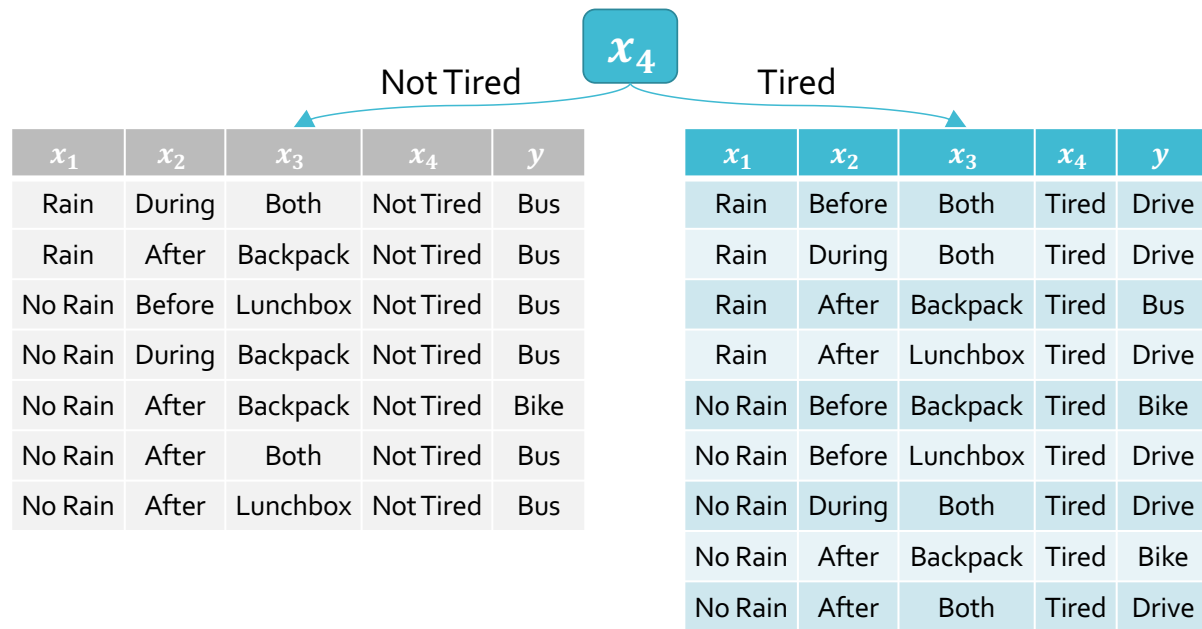 x₄
Not Tired Tired
x₁ x₂ x₃ x₄ y
Rain During Both Not Tired Bus
Rain After Backpack Not Tired Bus
No Rain Before Lunchbox Not Tired Bus
No Rain During Backpack Not Tired Bus
No Rain After Backpack Not Tired Bike
No Rain After Both Not Tired Bus
No Rain After Lunchbox Not Tired Bus
x₁ x₂ x₃ x₄ y
Rain Before Both Tired Drive
Rain During Both Tired Drive
Rain After Backpack Tired Bus
Rain After Lunchbox Tired Drive
No Rain Before Backpack Tired Bike
No Rain Before Lunchbox Tired Drive
No Rain During Both Tired Drive
No Rain After Backpack Tired Bike
No Rain After Both Tired Drive